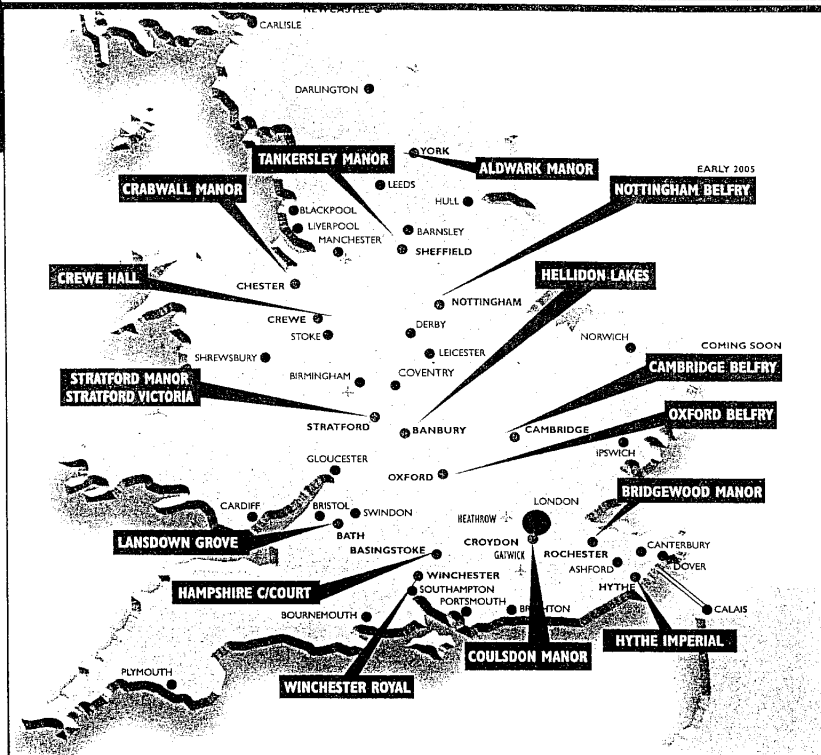 NEWCASTLE
CARLISLE
DARLINGTON
YORK
TANKERSLEY MANOR
ALDWARK MANOR
EARLY 2005
NOTTINGHAM BELFRY
CRABWALL MANOR
LEEDS
HULL
BLACKPOOL
LIVERPOOL
MANCHESTER
BARNSLEY
SHEFFIELD
CREWE HALL
HELLIDON LAKES
CHESTER
NOTTINGHAM
CREWE
STOKE
DERBY
NORWICH
COMING SOON
SHREWSBURY
LEICESTER
CAMBRIDGE BELFRY
STRATFORD MANOR
STRATFORD VICTORIA
BIRMINGHAM
COVENTRY
OXFORD BELFRY
STRATFORD
BANBURY
CAMBRIDGE
IPSWICH
GLOUCESTER
OXFORD
BRIDGEWOOD MANOR
CARDIFF
BRISTOL
SWINDON
LONDON
HEATHROW
LANSDOWN GROVE
BATH
BASINGSTOKE
CROYDON
GATWICK
ROCHESTER
CANTERBURY
ASHFORD
DOVER
HAMPSHIRE C/COURT
WINCHESTER
SOUTHAMPTON
HYTHE
BOURNEMOUTH
PORTSMOUTH
BRIGHTON
CALAIS
HYTHE IMPERIAL
COULSDON MANOR
PLYMOUTH
WINCHESTER ROYAL